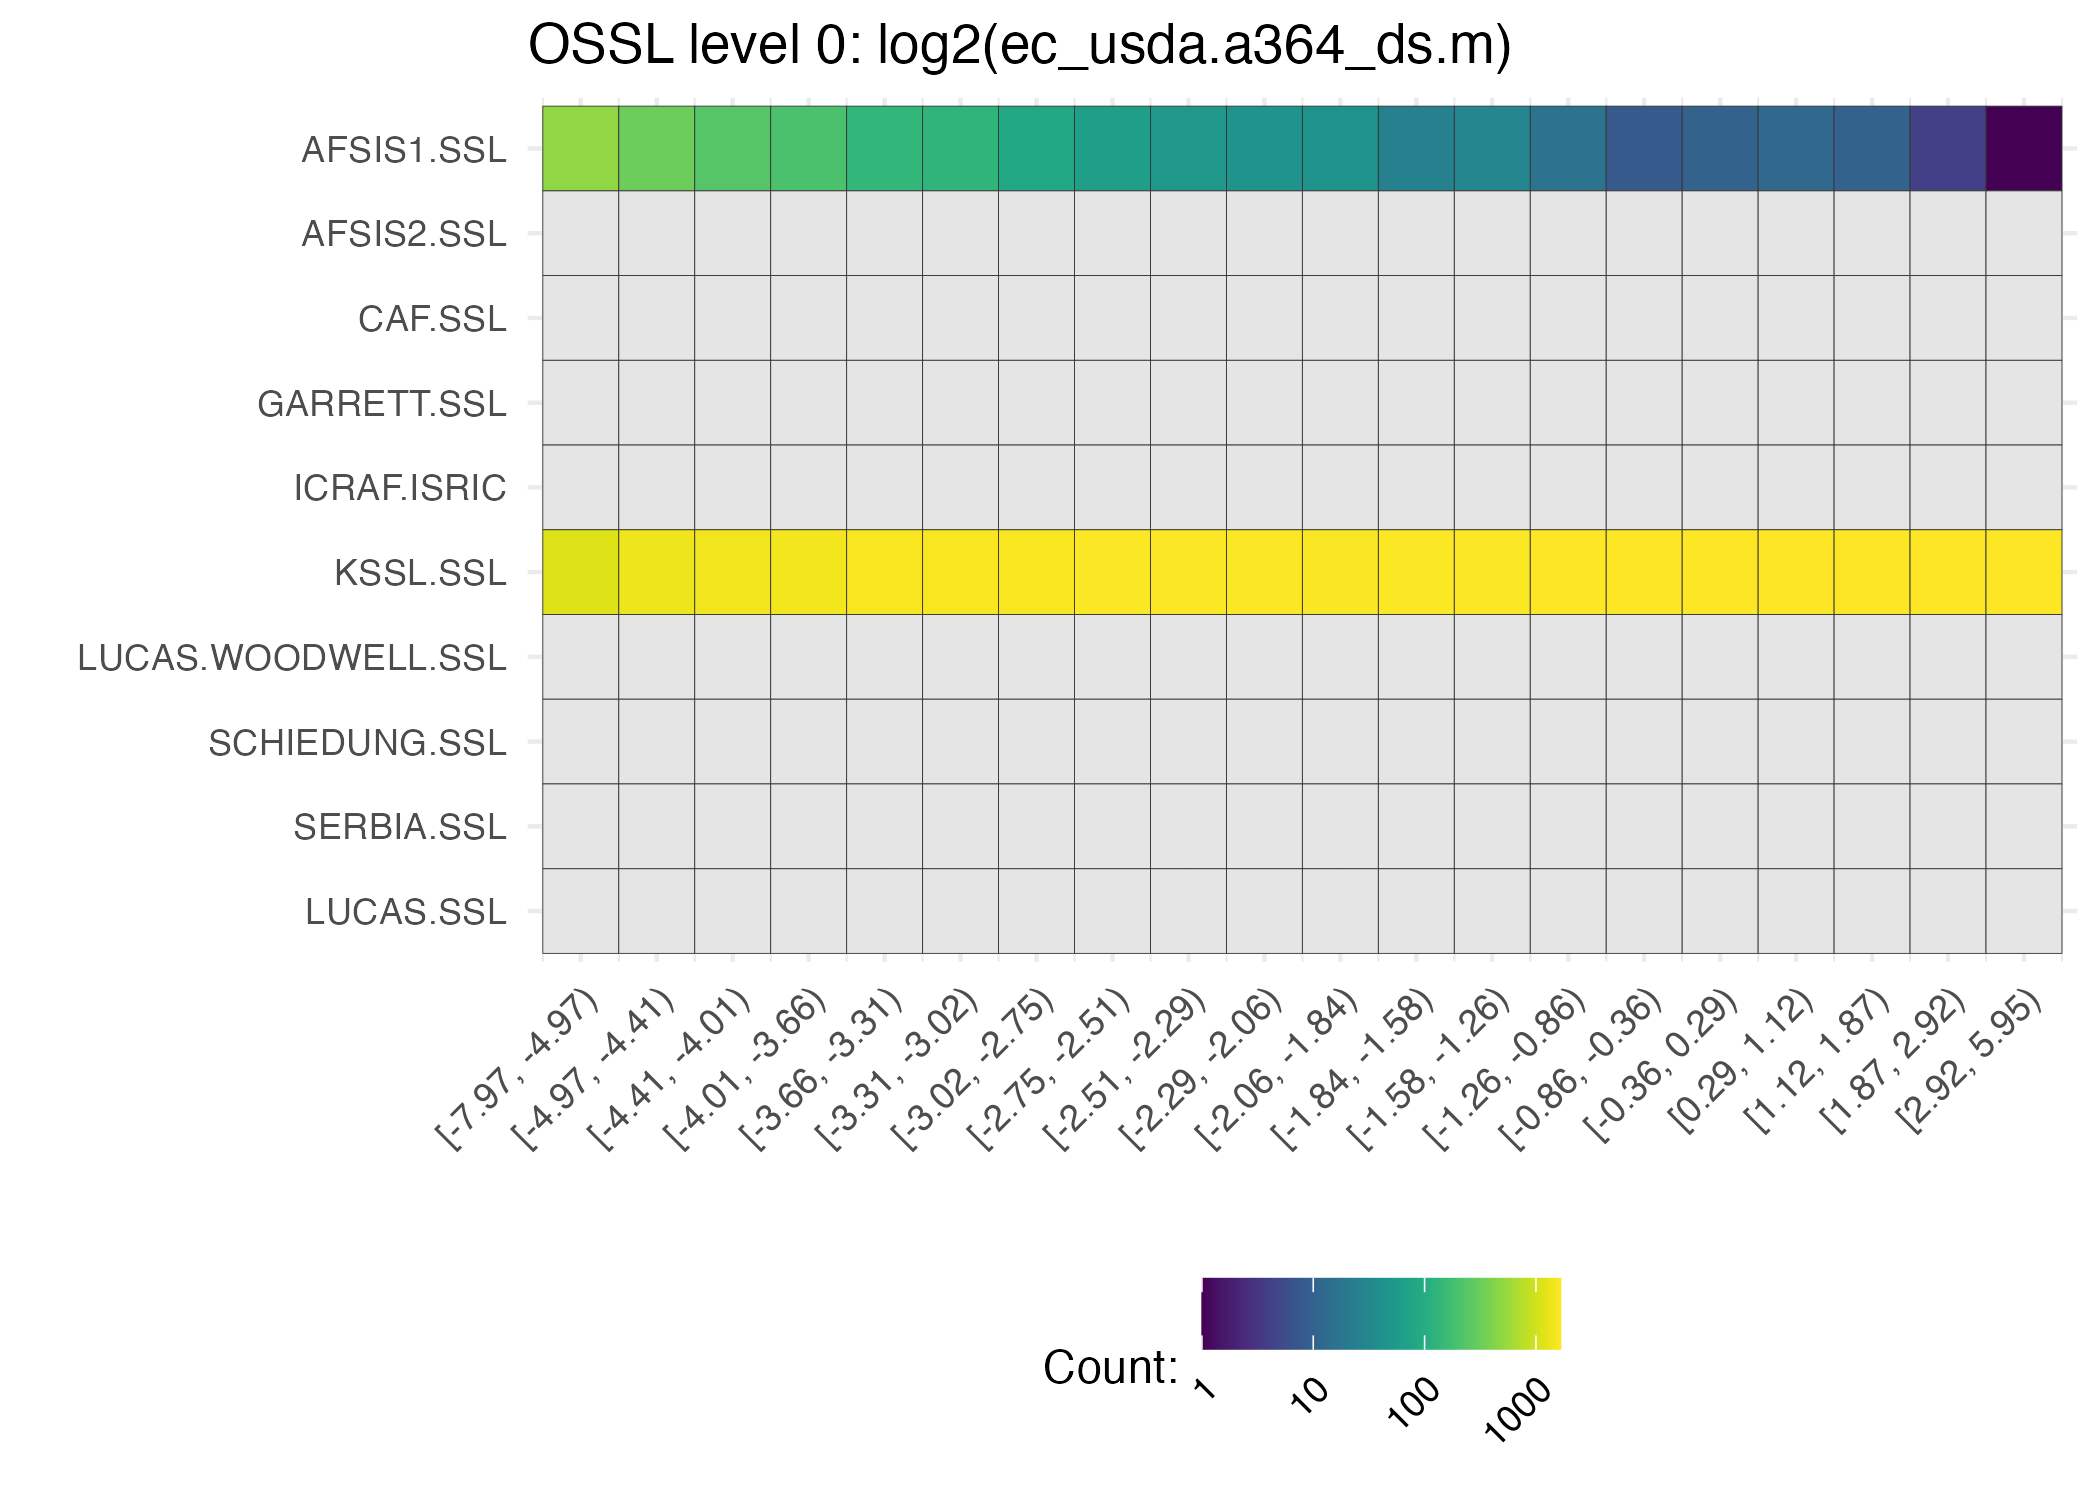 OSSL level 0: log2(ec_usda.a364_ds.m)
AFSIS1.SSL
AFSIS2.SSL
CAF.SSL
GARRETT.SSL
ICRAF.ISRIC
KSSL.SSL
LUCAS.WOODWELL.SSL
SCHIEDUNG.SSL
SERBIA.SSL
LUCAS.SSL
[-7.97, -4.97)
[-4.97, -4.41)
[-4.41, -4.01)
[-4.01, -3.66)
[-3.66, -3.31)
[-3.31, -3.02)
[-3.02, -2.75)
[-2.75, -2.51)
[-2.51, -2.29)
[-2.29, -2.06)
[-2.06, -1.84)
[-1.84, -1.58)
[-1.58, -1.26)
[-1.26, -0.86)
[-0.86, -0.36)
[-0.36, 0.29)
[0.29, 1.12)
[1.12, 1.87)
[1.87, 2.92)
[2.92, 5.95)
Count:
1
10
100
1000